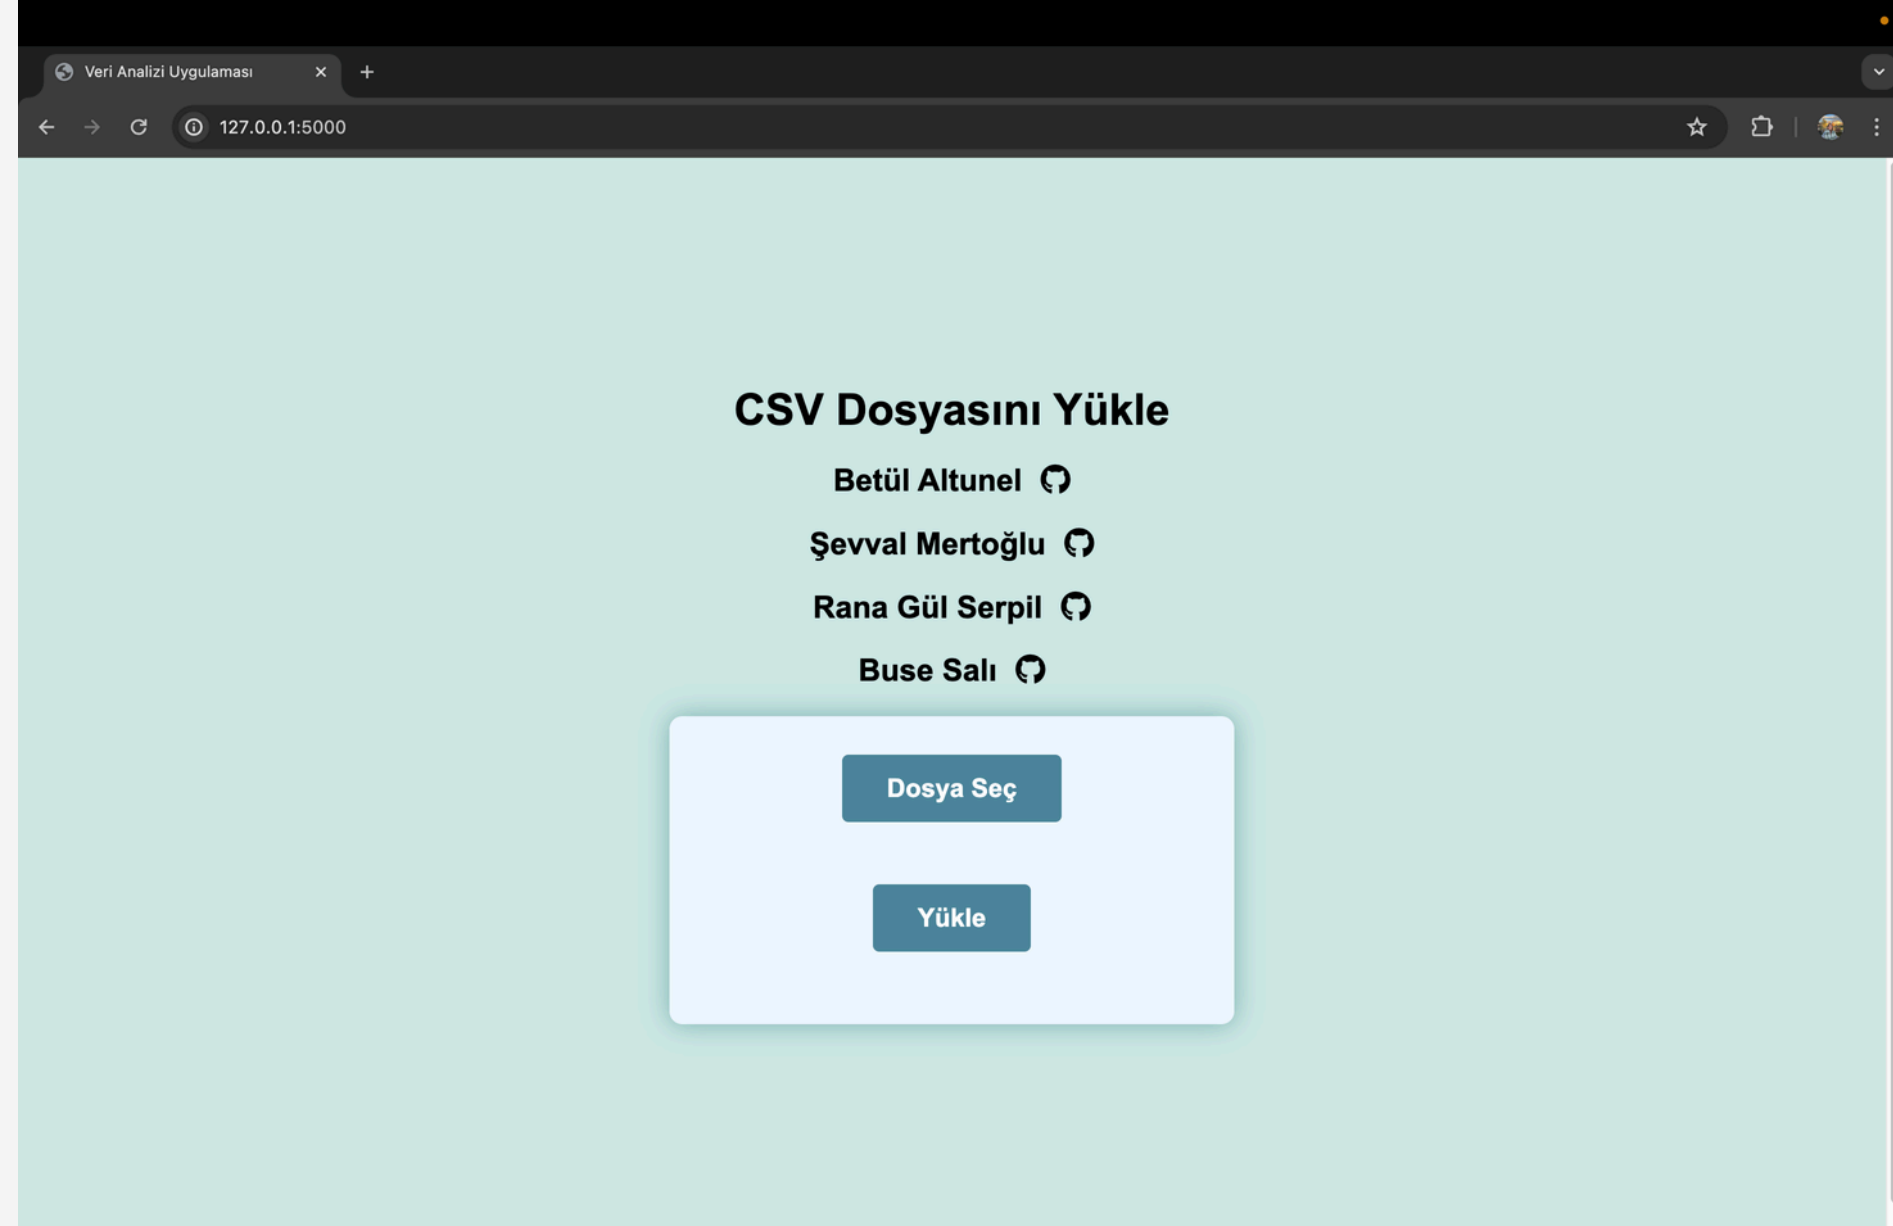 Veri Analizi Uygulaması
127.0.0.1:5000
CSV Dosyasını Yükle
Betül Altunel
Şevval Mertoğlu
Rana Gül Serpil
Buse Salı
Dosya Seç
Yükle